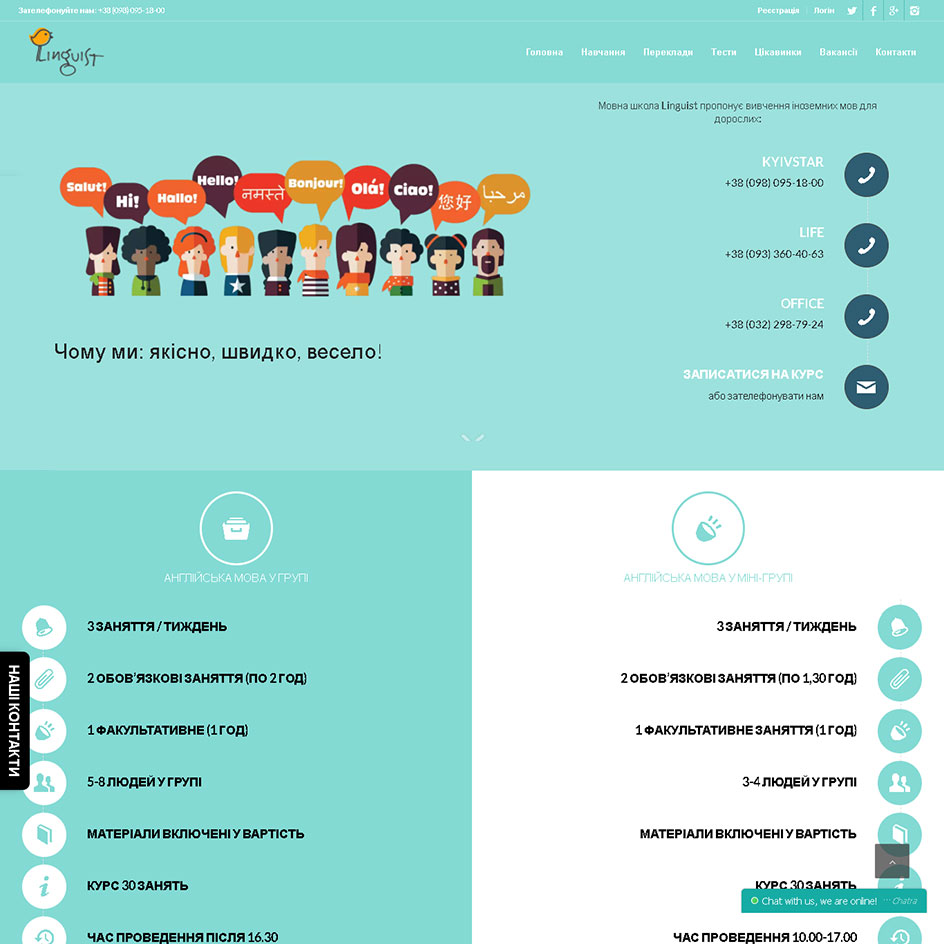 Зателефонуйте нам: +38 (098) 095-18-00
Реєстрація
Логін
Linguist
Головна
Навчання
Переклади
Тести
Цікавинки
Вакансії
Контакти
Мовна школа Linguist пропонує вивчення іноземних мов для
дорослих:
Salut!
Hi!
Hallo!
Hello!
नमस्ते
Bonjour!
Olá!
Ciao!
您好
مرحبا
KYIVSTAR
+38 (098) 095-18-00
LIFE
+38 (093) 360-40-63
OFFICE
+38 (032) 298-79-24
ЗАПИСАТИСЯ НА КУРС
або зателефонувати нам
Чому ми: якісно, швидко, весело!
АНГЛІЙСЬКА МОВА У ГРУПІ
3 ЗАНЯТТЯ / ТИЖДЕНЬ
2 ОБОВ'ЯЗКОВІ ЗАНЯТТЯ (ПО 2 ГОД)
1 ФАКУЛЬТАТИВНЕ (1 ГОД)
5-8 ЛЮДЕЙ У ГРУПІ
МАТЕРІАЛИ ВКЛЮЧЕНІ У ВАРТІСТЬ
КУРС 30 ЗАНЯТЬ
ЧАС ПРОВЕДЕННЯ ПІСЛЯ 16.30
АНГЛІЙСЬКА МОВА У МІНІ-ГРУПІ
3 ЗАНЯТТЯ / ТИЖДЕНЬ
2 ОБОВ'ЯЗКОВІ ЗАНЯТТЯ (ПО 1,30 ГОД)
1 ФАКУЛЬТАТИВНЕ ЗАНЯТТЯ (1 ГОД)
3-4 ЛЮДЕЙ У ГРУПІ
МАТЕРІАЛИ ВКЛЮЧЕНІ У ВАРТІСТЬ
КУРС 30 ЗАНЯТЬ
ЧАС ПРОВЕДЕННЯ 10.00-17.00
НАШІ КОНТАКТИ
Chat with us, we are online!
Chatra